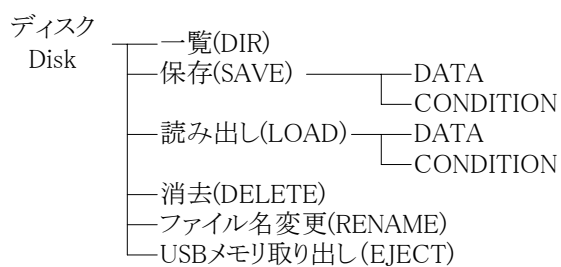 ディスク
Disk
一覧(DIR)
保存(SAVE) DATA
CONDITION
読み出し(LOAD) DATA
CONDITION
消去(DELETE)
ファイル名変更(RENAME)
USBメモリ取り出し(EJECT)